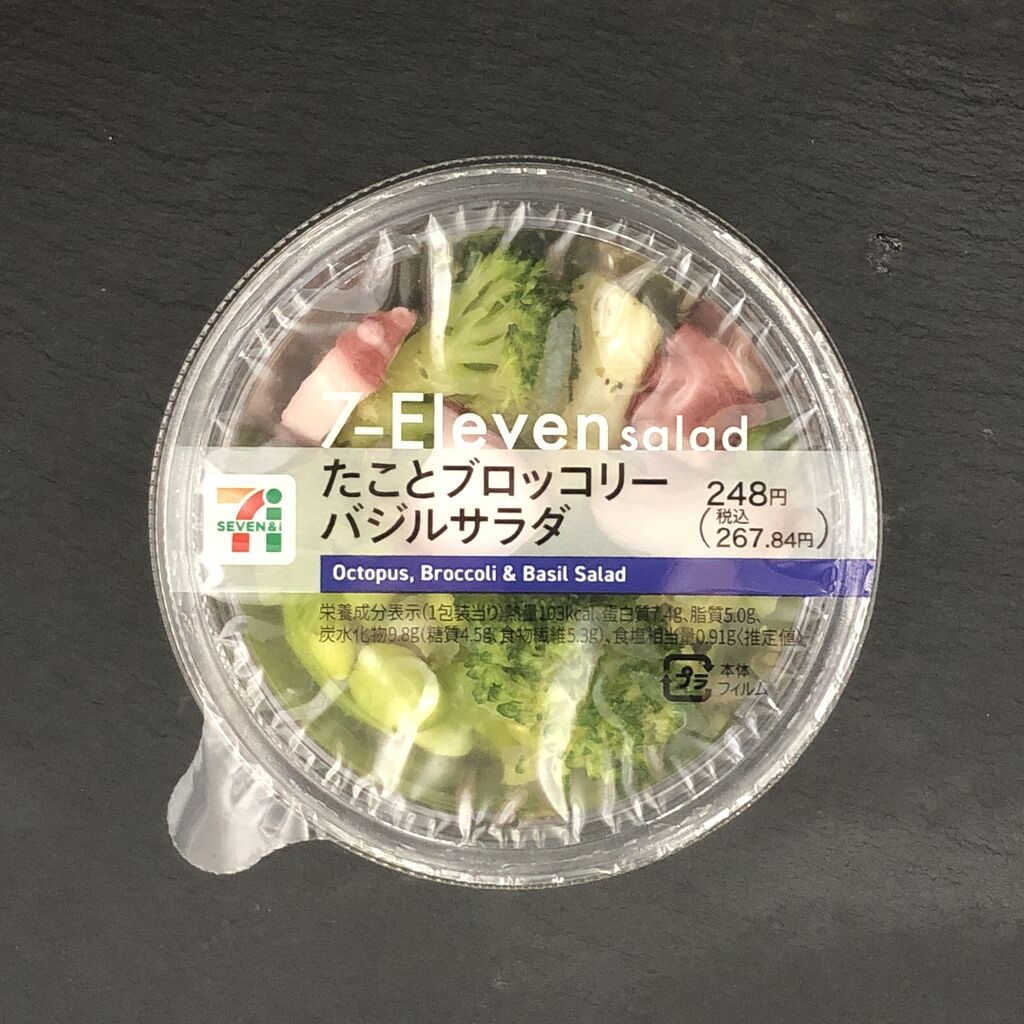 7-Eleven salad
たことブロッコリー
バジルサラダ
248円
(税込
267.84円)
7i
SEVEN&i
Octopus, Broccoli & Basil Salad
栄養成分表示(1包装当り)熱量103kcal、蛋白質7.4g、脂質5.0g、
炭水化物9.8g(糖質4.5g、食物繊維5.3g)、食塩相当量0.91g〈推定値〉
プラ
本体
フィルム